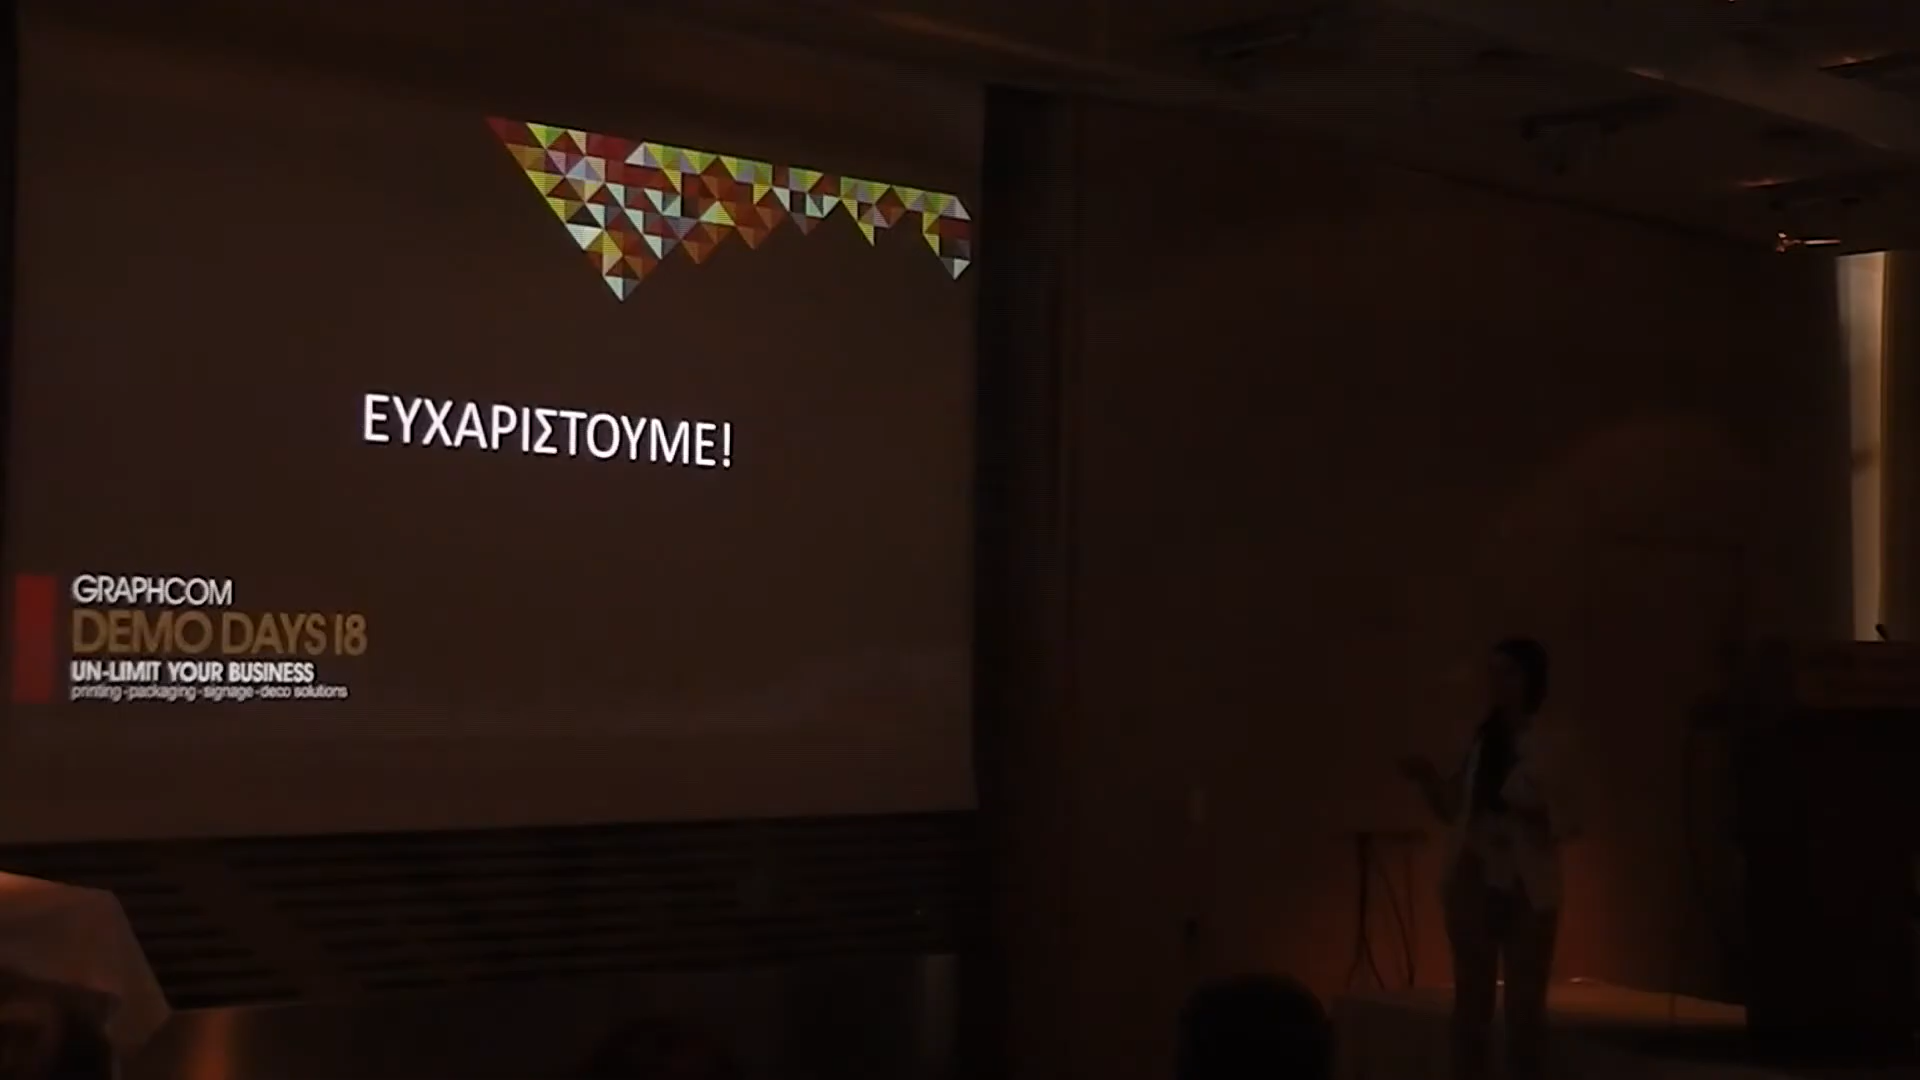 ΕΥΧΑΡΙΣΤΟΥΜΕ!
GRAPHCOM
DEMO DAYS 18
UN-LIMIT YOUR BUSINESS
printing-packaging-signage-deco solutions